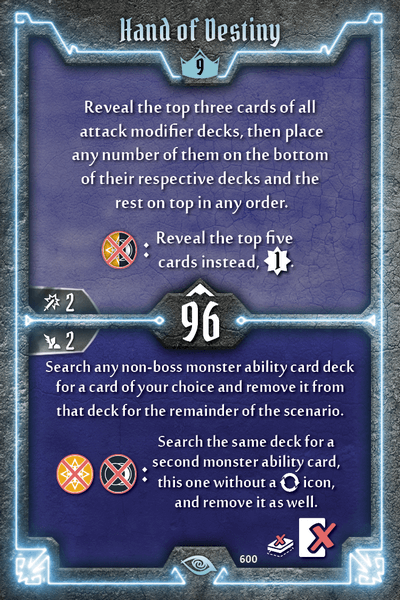 Hand of Destiny
9
Reveal the top three cards of all
attack modifier decks, then place
any number of them on the bottom
of their respective decks and the
rest on top in any order.
: Reveal the top five
cards instead, 1.
2
96
2
Search any non-boss monster ability card deck
for a card of your choice and remove it from
that deck for the remainder of the scenario.
: Search the same deck for a
second monster ability card,
this one without a icon,
and remove it as well.
600